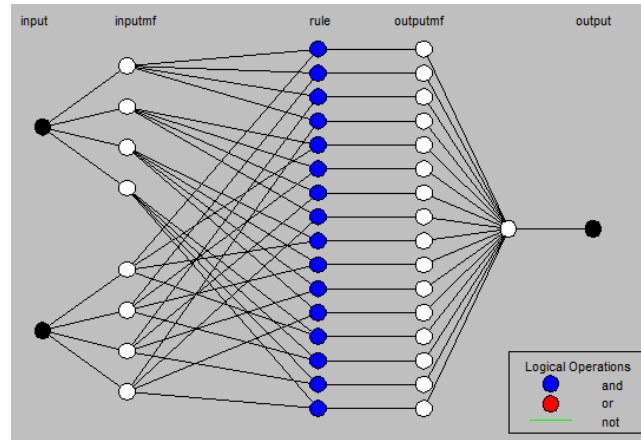 input inputmf rule outputmf output
Logical Operations
and
or
not